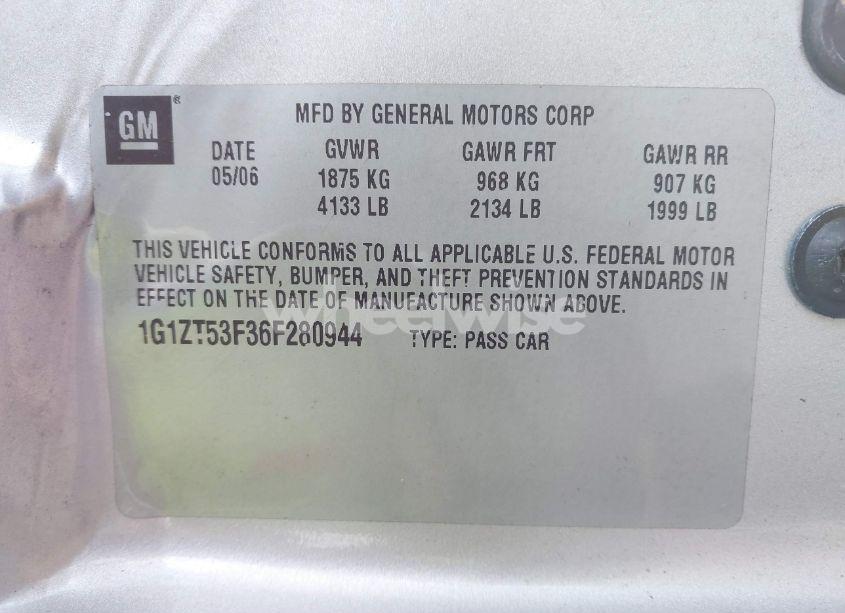 GM®
MFD BY GENERAL MOTORS CORP
DATE GVWR GAWR FRT GAWR RR
05/06 1875 KG 968 KG 907 KG
4133 LB 2134 LB 1999 LB
THIS VEHICLE CONFORMS TO ALL APPLICABLE U.S. FEDERAL MOTOR
VEHICLE SAFETY, BUMPER, AND THEFT PREVENTION STANDARDS IN
EFFECT ON THE DATE OF MANUFACTURE SHOWN ABOVE.
wheelwise
1G1ZT53F36F280944 TYPE: PASS CAR